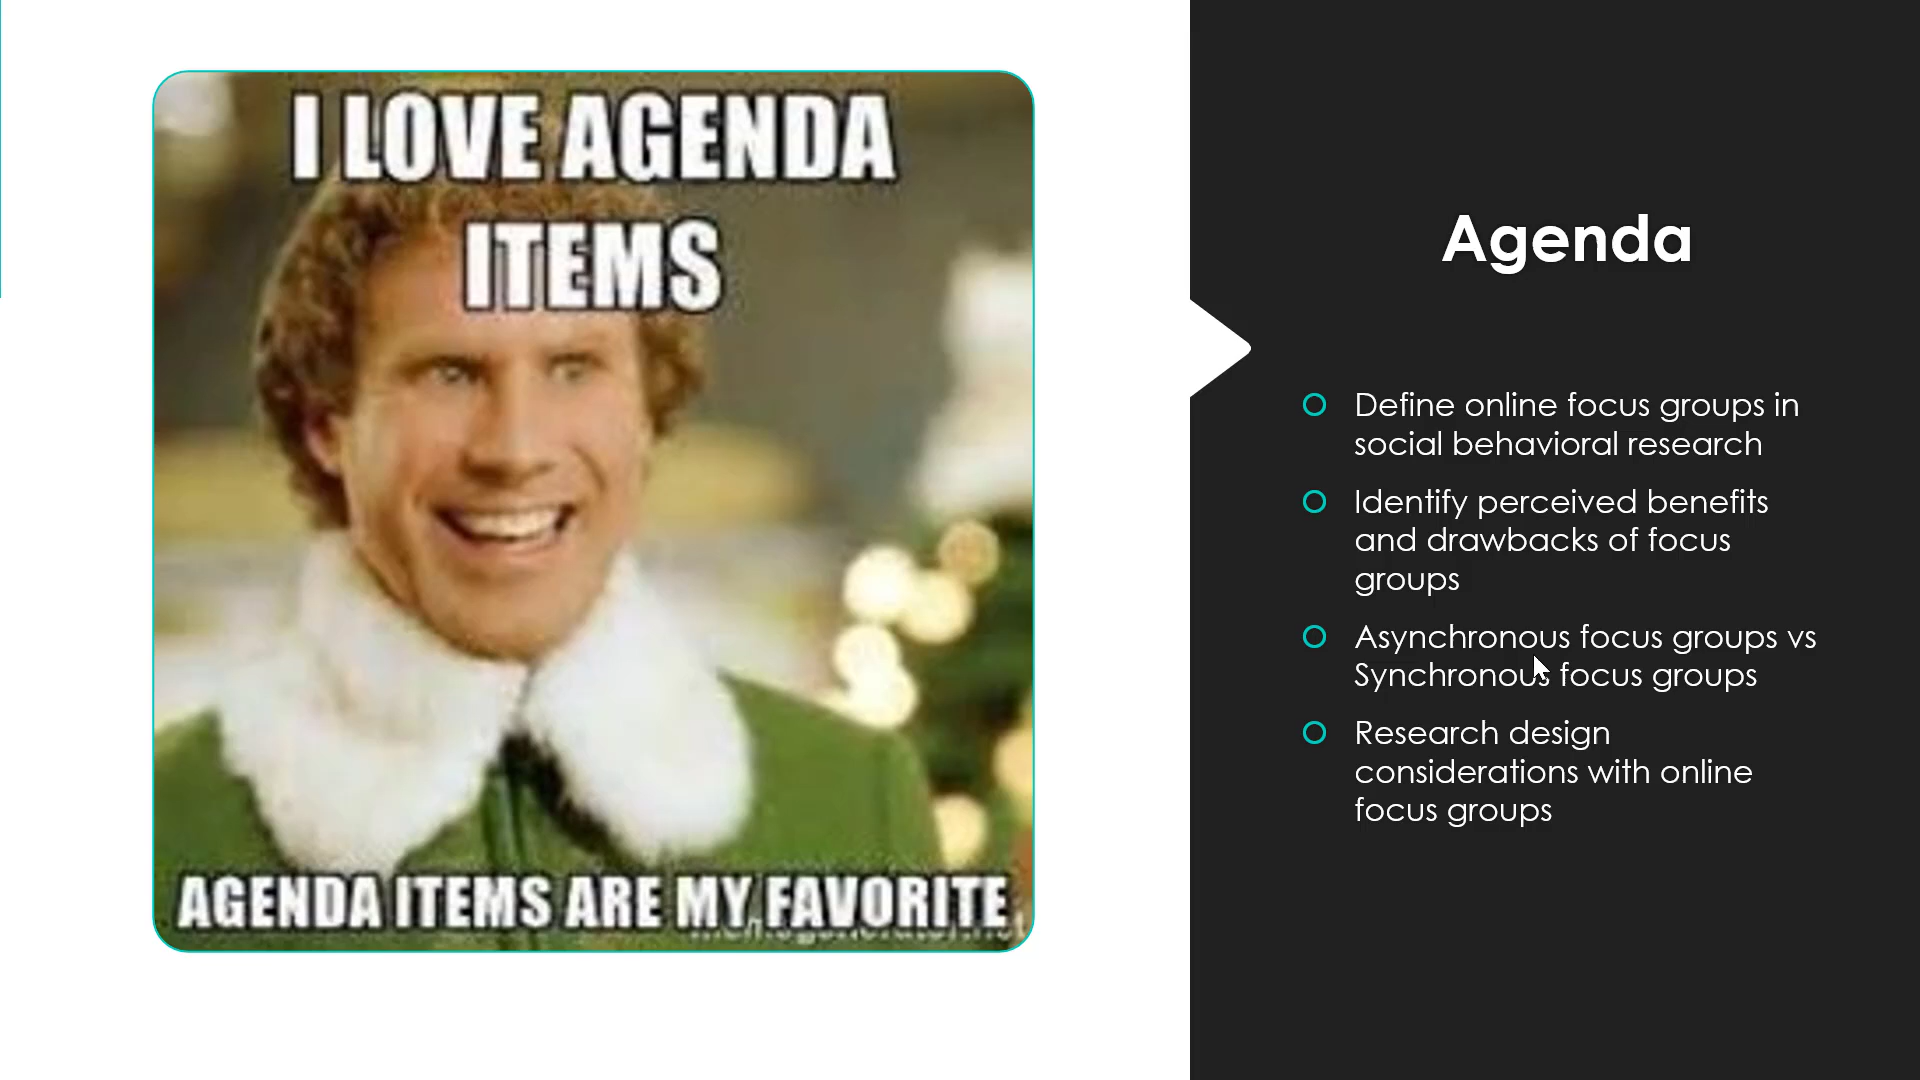 I LOVE AGENDA
ITEMS
AGENDA ITEMS ARE MY FAVORITE
Agenda
Define online focus groups in
social behavioral research
Identify perceived benefits
and drawbacks of focus
groups
Asynchronous focus groups vs
Synchronous focus groups
Research design
considerations with online
focus groups